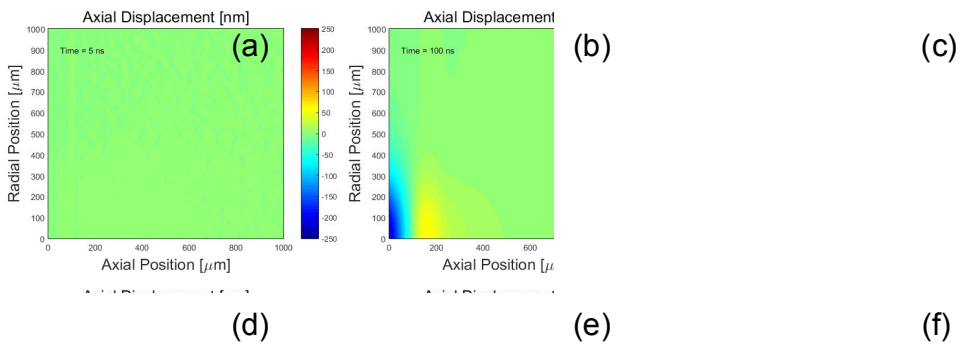 Axial Displacement [nm]
(a)
Time = 5 ns
Radial Position [μm]
1000
900
800
700
600
500
400
300
200
100
0
0 200 400 600 800 1000
Axial Position [μm]
250
200
150
100
50
0
-50
-100
-150
-200
-250
Axial Displacement
(b)
Time = 100 ns
Radial Position [μm]
1000
900
800
700
600
500
400
300
200
100
0
0 200 400 600
Axial Position [μ
(c)
(d)
(e)
(f)